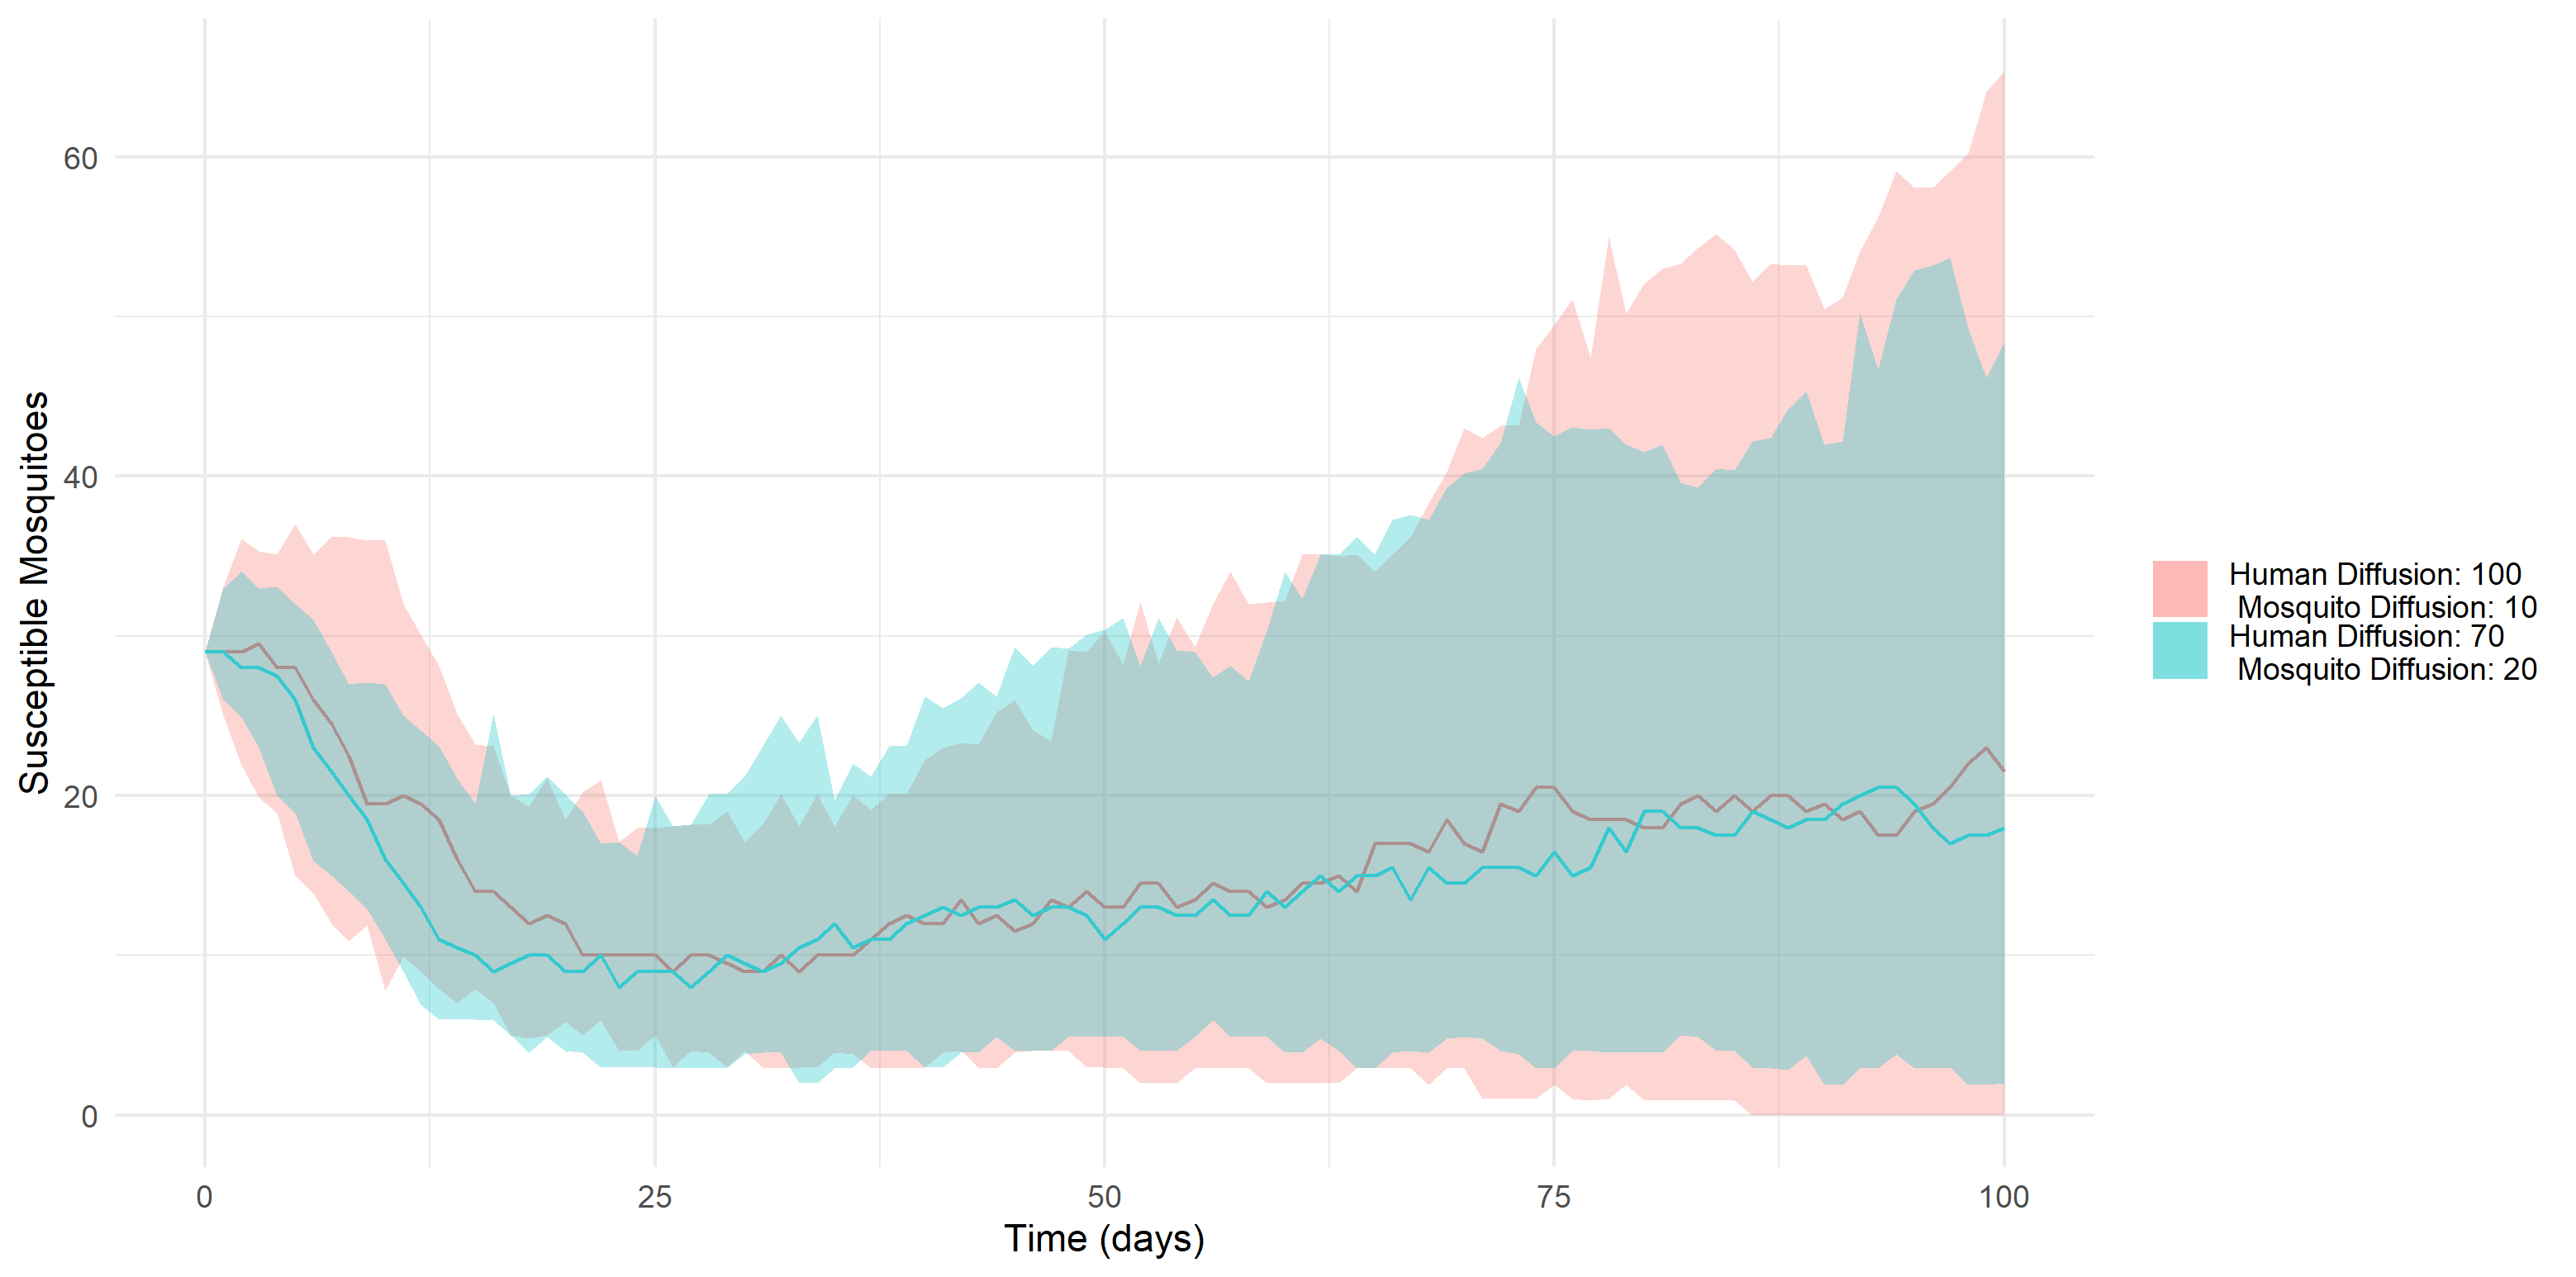 Susceptible Mosquitoes
60
40
20
0
0
25
50
75
100
Time (days)
Human Diffusion: 100
Mosquito Diffusion: 10
Human Diffusion: 70
Mosquito Diffusion: 20